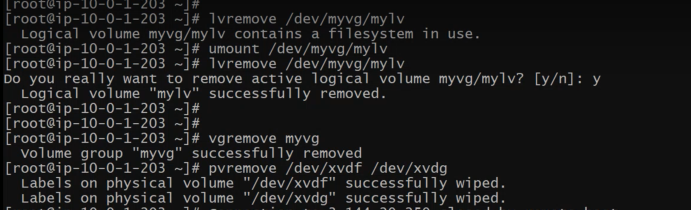 [root@ip-10-0-1-203 ~]#
[root@ip-10-0-1-203 ~]# lvremove /dev/myvg/mylv
  Logical volume myvg/mylv contains a filesystem in use.
[root@ip-10-0-1-203 ~]# umount /dev/myvg/mylv
[root@ip-10-0-1-203 ~]# lvremove /dev/myvg/mylv
Do you really want to remove active logical volume myvg/mylv? [y/n]: y
  Logical volume "mylv" successfully removed.
[root@ip-10-0-1-203 ~]#
[root@ip-10-0-1-203 ~]#
[root@ip-10-0-1-203 ~]# vgremove myvg
  Volume group "myvg" successfully removed
[root@ip-10-0-1-203 ~]# pvremove /dev/xvdf /dev/xvdg
  Labels on physical volume "/dev/xvdf" successfully wiped.
  Labels on physical volume "/dev/xvdg" successfully wiped.